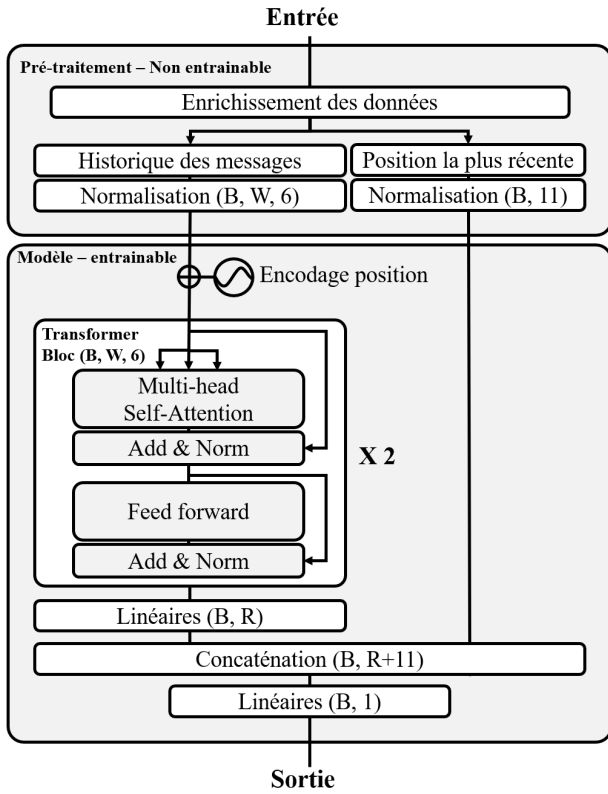 Entrée
Pré-traitement – Non entrainable
Enrichissement des données
Historique des messages
Position la plus récente
Normalisation (B, W, 6)
Normalisation (B, 11)
Modèle – entrainable
Encodage position
Transformer
Bloc (B, W, 6)
Multi-head
Self-Attention
Add & Norm
X 2
Feed forward
Add & Norm
Linéaires (B, R)
Concaténation (B, R+11)
Linéaires (B, 1)
Sortie